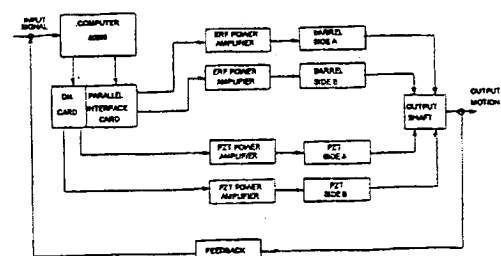 INPUT
SIGNAL
COMPUTER
DA
CARD
PARALLEL
INTERFACE
CARD
ERF POWER
AMPLIFIER
BARREL
SIDE A
ERF POWER
AMPLIFIER
BARREL
SIDE B
OUTPUT
SHAFT
OUTPUT
MOTION
PZT POWER
AMPLIFIER
PZT
SIDE A
PZT POWER
AMPLIFIER
PZT
SIDE B
FEEDBACK